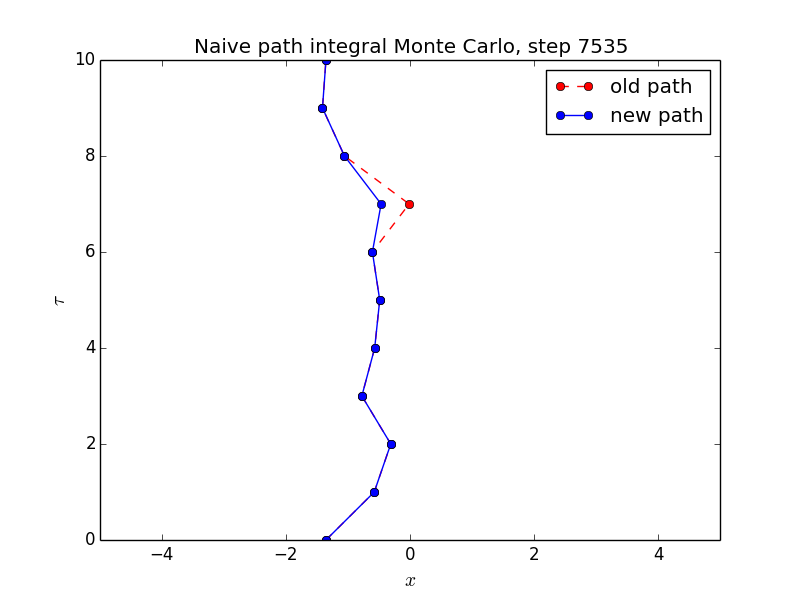 Naive path integral Monte Carlo, step 7535
old path
new path
10
8
6
4
2
0
τ
−4 −2 0 2 4
x